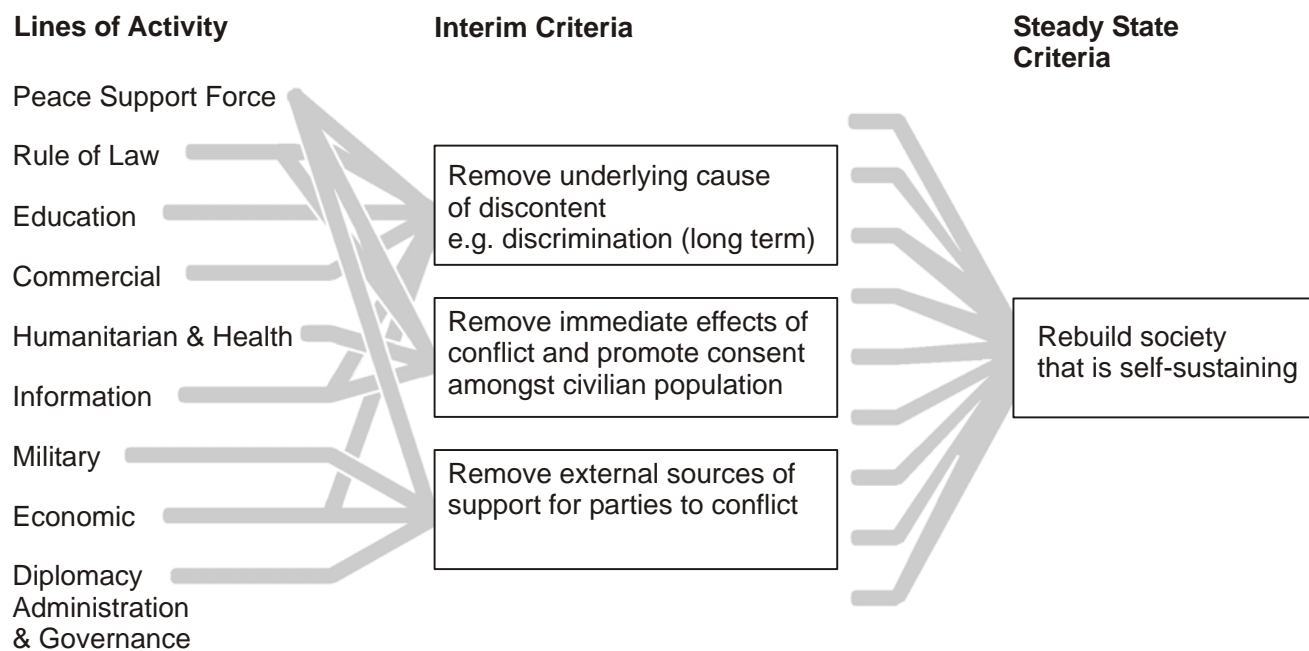 Lines of Activity
Interim Criteria
Steady State
Criteria
Peace Support Force
Rule of Law
Education
Commercial
Humanitarian & Health
Information
Military
Economic
Diplomacy
Administration
& Governance
Remove underlying cause
of discontent
e.g. discrimination (long term)
Remove immediate effects of
conflict and promote consent
amongst civilian population
Remove external sources of
support for parties to conflict
Rebuild society
that is self-sustaining